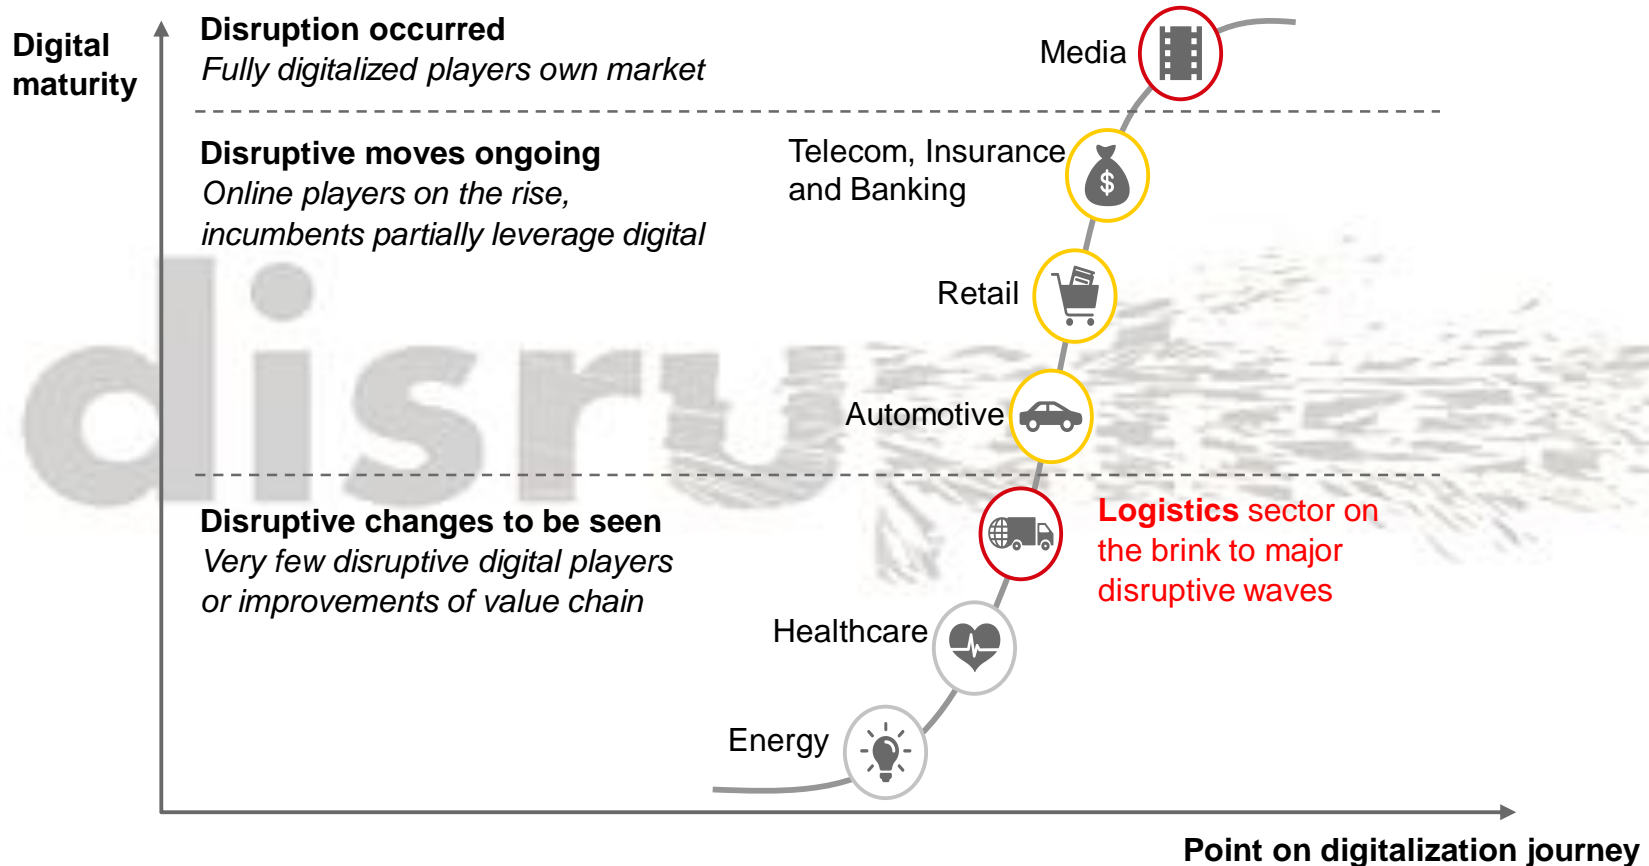 Digital
maturity
Disruption occurred
Fully digitalized players own market
Media
Disruptive moves ongoing
Online players on the rise,
incumbents partially leverage digital
Telecom, Insurance
and Banking
$
Retail
disrupt
Automotive
Disruptive changes to be seen
Very few disruptive digital players
or improvements of value chain
Logistics sector on
the brink to major
disruptive waves
Healthcare
Energy
Point on digitalization journey